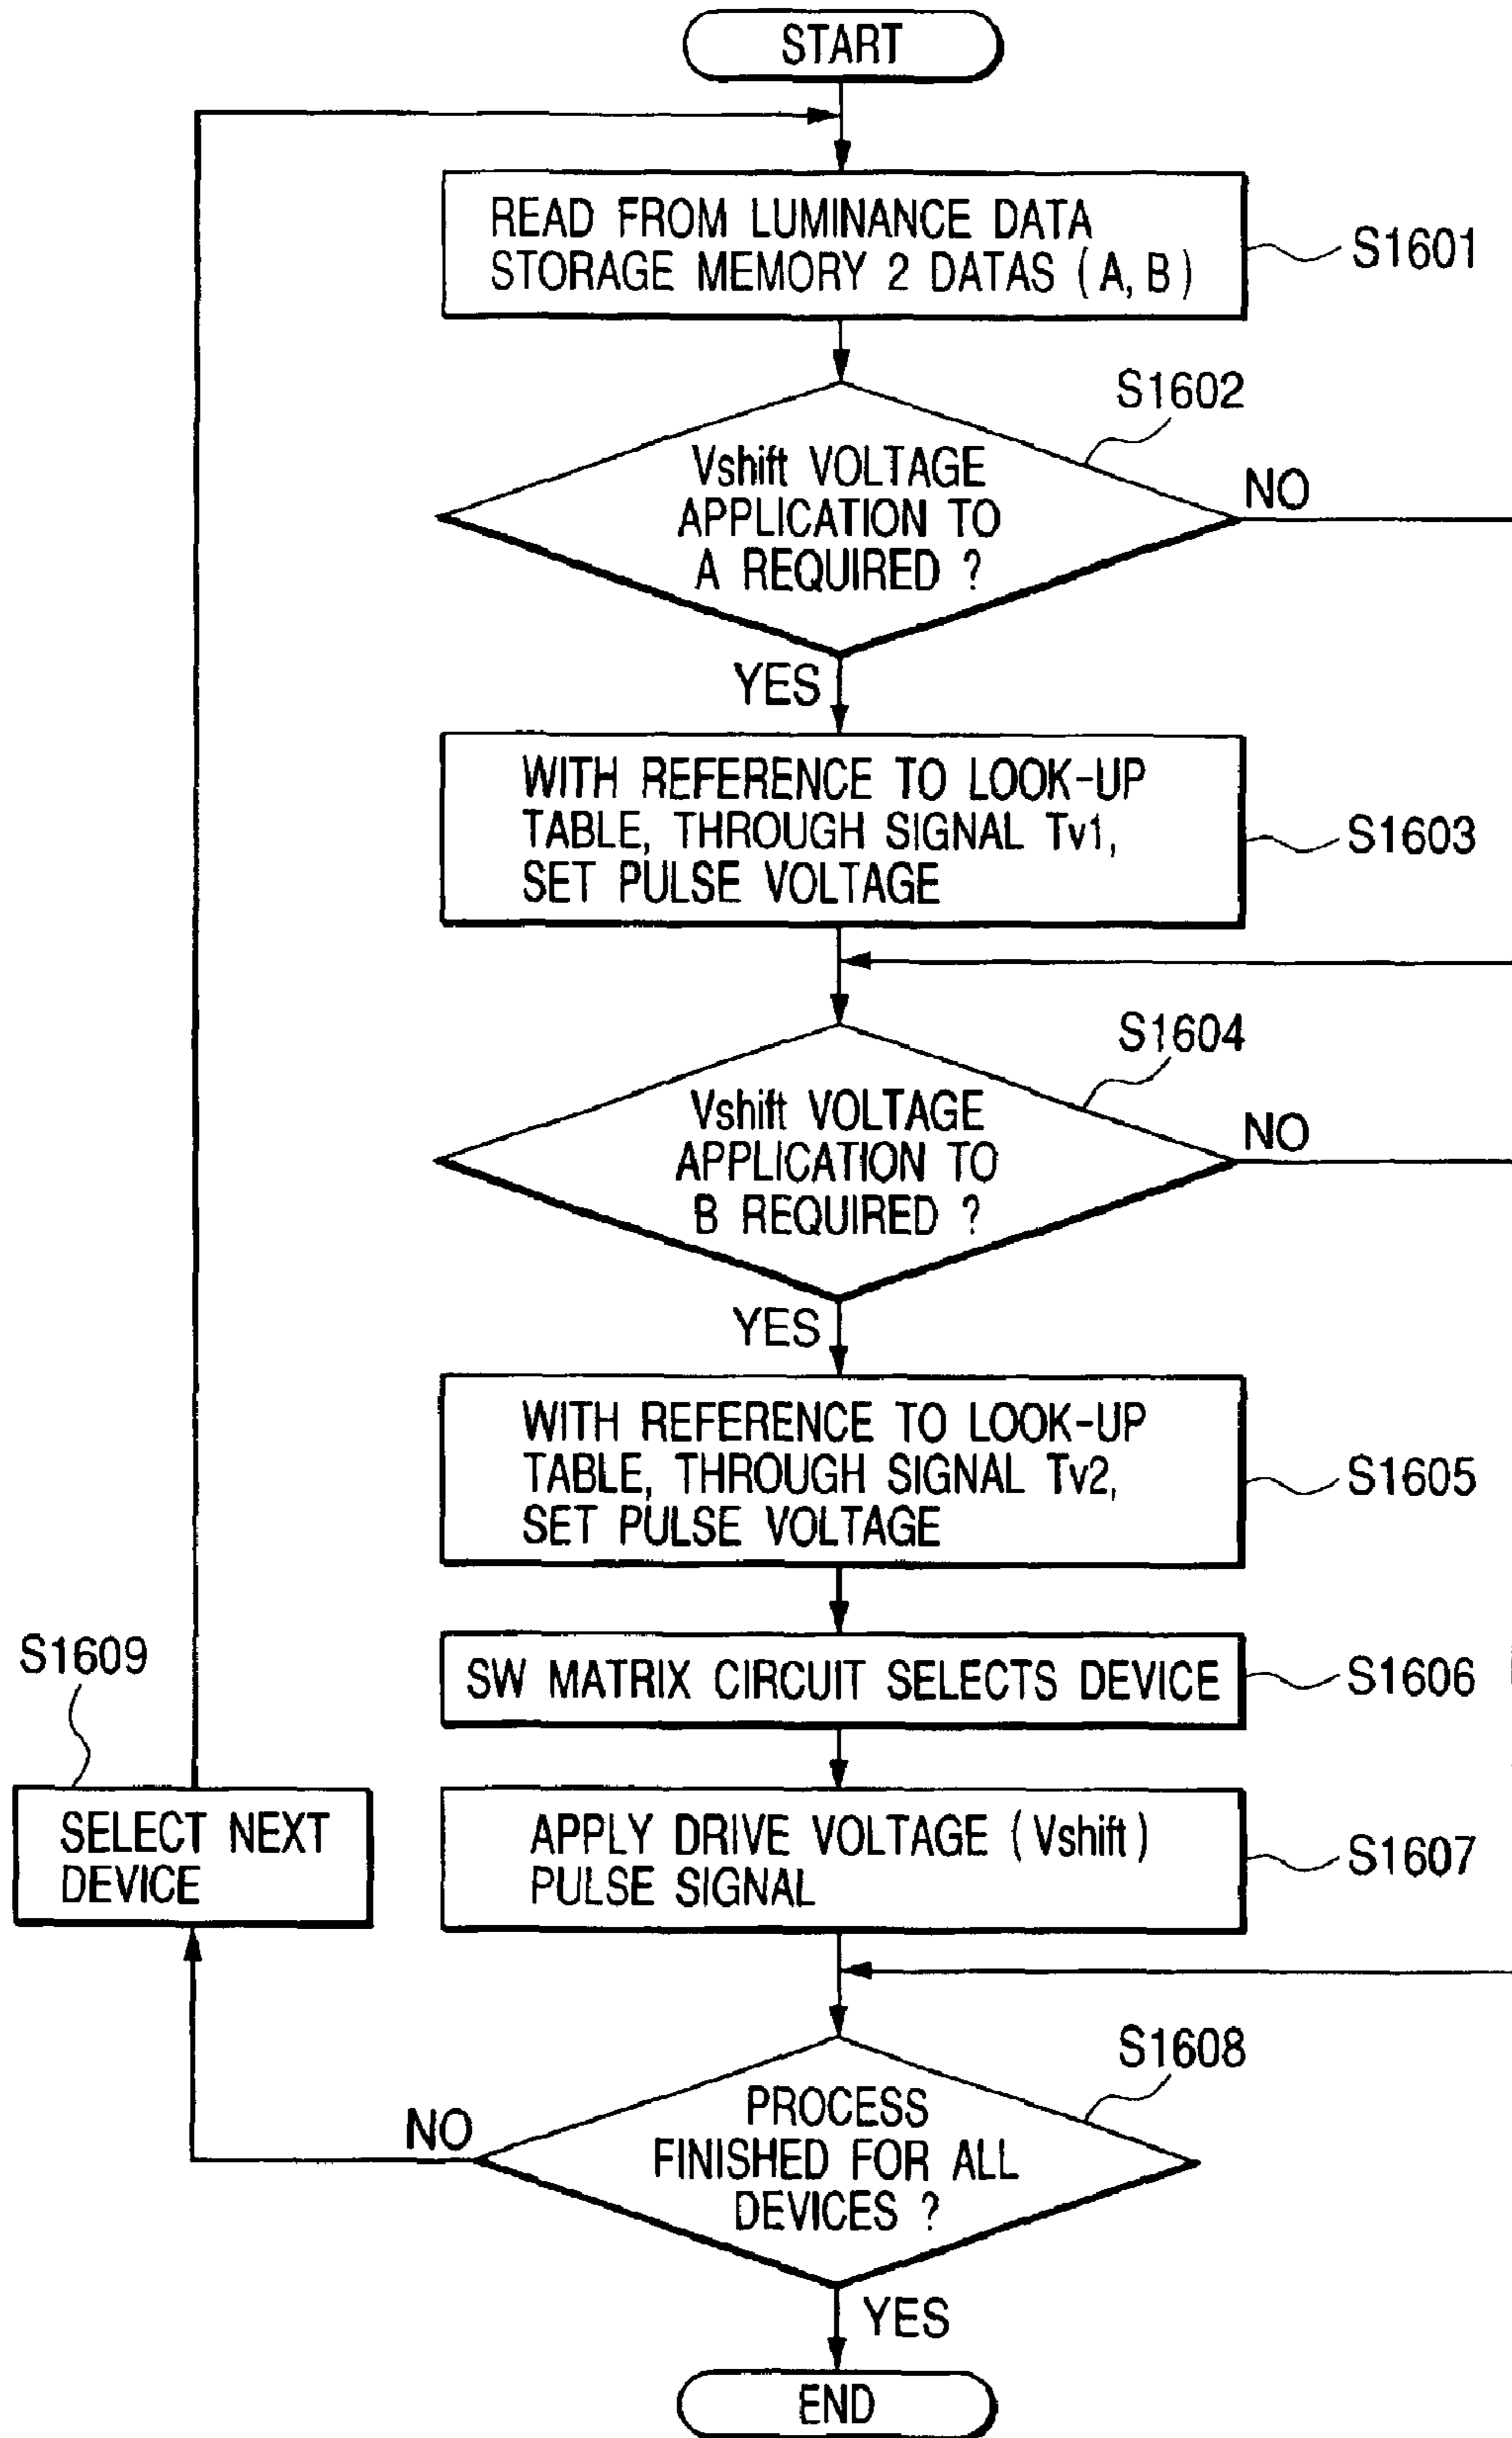 START
READ FROM LUMINANCE DATA
STORAGE MEMORY 2 DATAS (A, B)
S1601
S1602
Vshift VOLTAGE
APPLICATION TO
A REQUIRED ?
NO
YES
WITH REFERENCE TO LOOK-UP
TABLE, THROUGH SIGNAL Tv1,
SET PULSE VOLTAGE
S1603
S1604
Vshift VOLTAGE
APPLICATION TO
B REQUIRED ?
NO
YES
WITH REFERENCE TO LOOK-UP
TABLE, THROUGH SIGNAL Tv2,
SET PULSE VOLTAGE
S1605
SW MATRIX CIRCUIT SELECTS DEVICE
S1606
S1609
SELECT NEXT
DEVICE
APPLY DRIVE VOLTAGE (Vshift)
PULSE SIGNAL
S1607
S1608
PROCESS
FINISHED FOR ALL
DEVICES ?
NO
YES
END